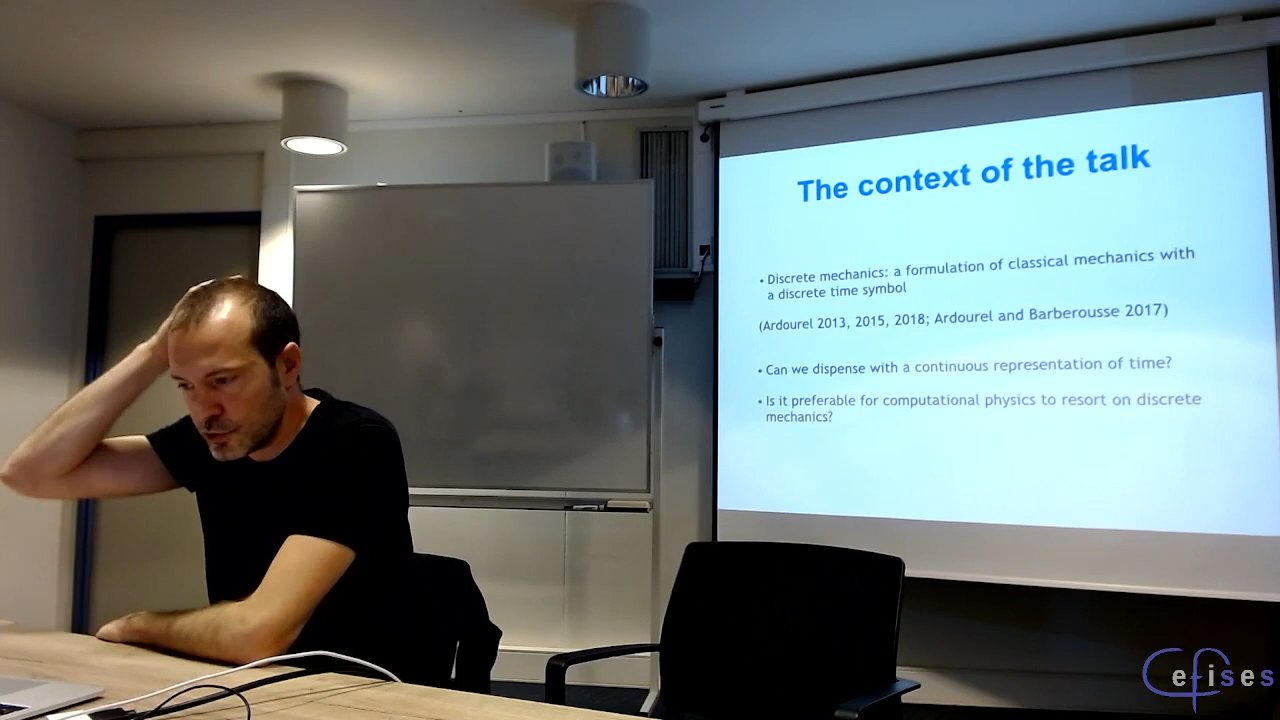 The context of the talk
• Discrete mechanics: a formulation of classical mechanics with
a discrete time symbol
(Ardourel 2013, 2015, 2018; Ardourel and Barberousse 2017)
• Can we dispense with a continuous representation of time?
• Is it preferable for computational physics to resort on discrete
mechanics?
Cefises